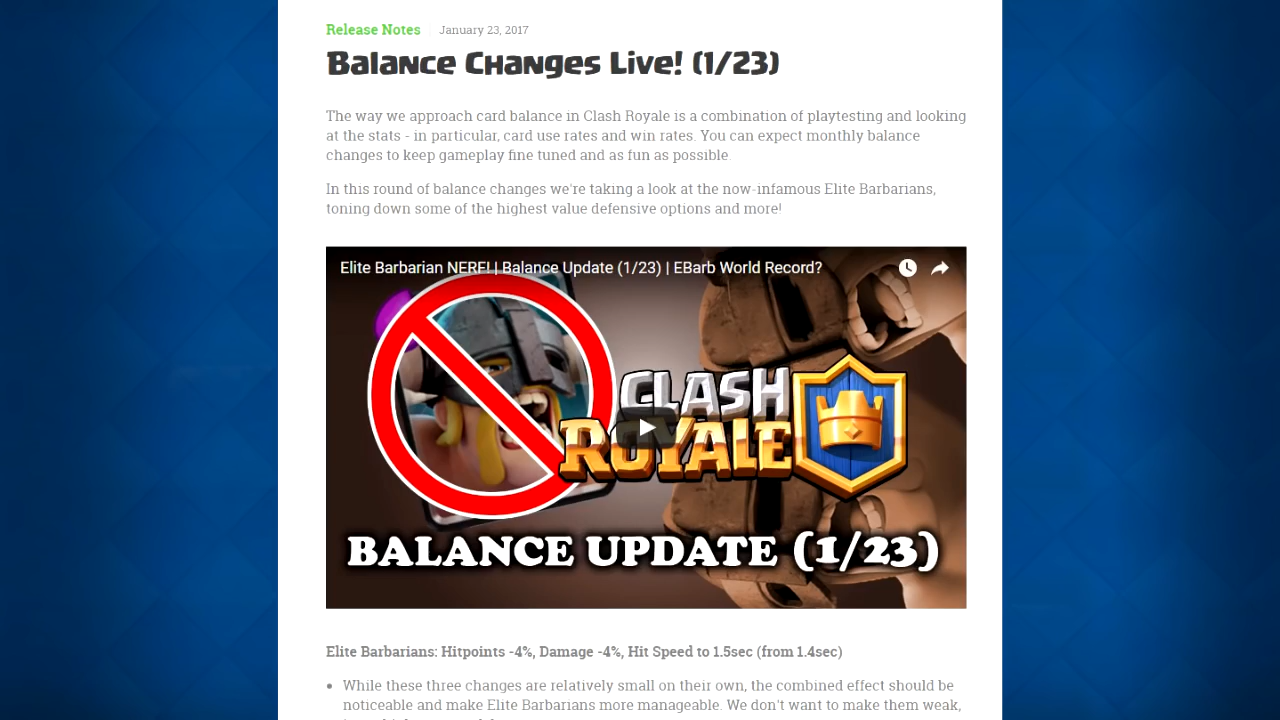 Release Notes January 23, 2017
Balance Changes Live! (1/23)
The way we approach card balance in Clash Royale is a combination of playtesting and looking
at the stats - in particular, card use rates and win rates. You can expect monthly balance
changes to keep gameplay fine tuned and as fun as possible.
In this round of balance changes we're taking a look at the now-infamous Elite Barbarians,
toning down some of the highest value defensive options and more!
Elite Barbarian NERF! | Balance Update (1/23) | EBarb World Record?
CLASH
ROYALE
BALANCE UPDATE (1/23)
Elite Barbarians: Hitpoints -4%, Damage -4%, Hit Speed to 1.5sec (from 1.4sec)
• While these three changes are relatively small on their own, the combined effect should be
noticeable and make Elite Barbarians more manageable. We don't want to make them weak,